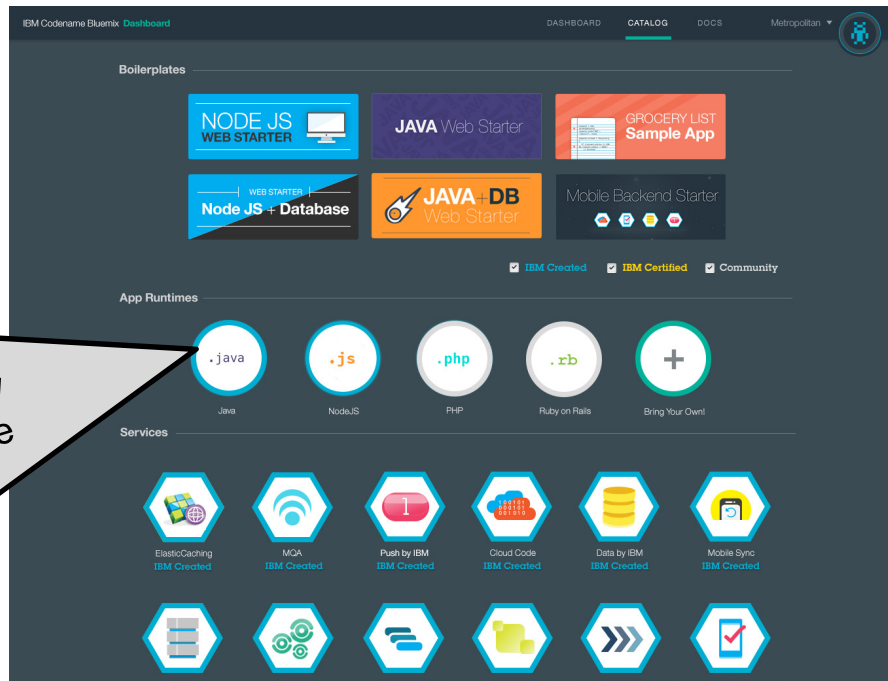 IBM Codename Bluemix Dashboard
DASHBOARD CATALOG DOCS Metropolitan
Boilerplates
NODE JS
WEB STARTER
JAVA Web Starter
GROCERY LIST
Sample App
WEB STARTER
Node JS + Database
JAVA+DB
Web Starter
Mobile Backend Starter
IBM Created IBM Certified Community
App Runtimes
.java .js .php .rb +
Java NodeJS PHP Ruby on Rails Bring Your Own!
e
Services
1
ElasticCaching MQA Push by IBM Cloud Code Data by IBM Mobile Sync
IBM Created IBM Created IBM Created IBM Created IBM Created IBM Created